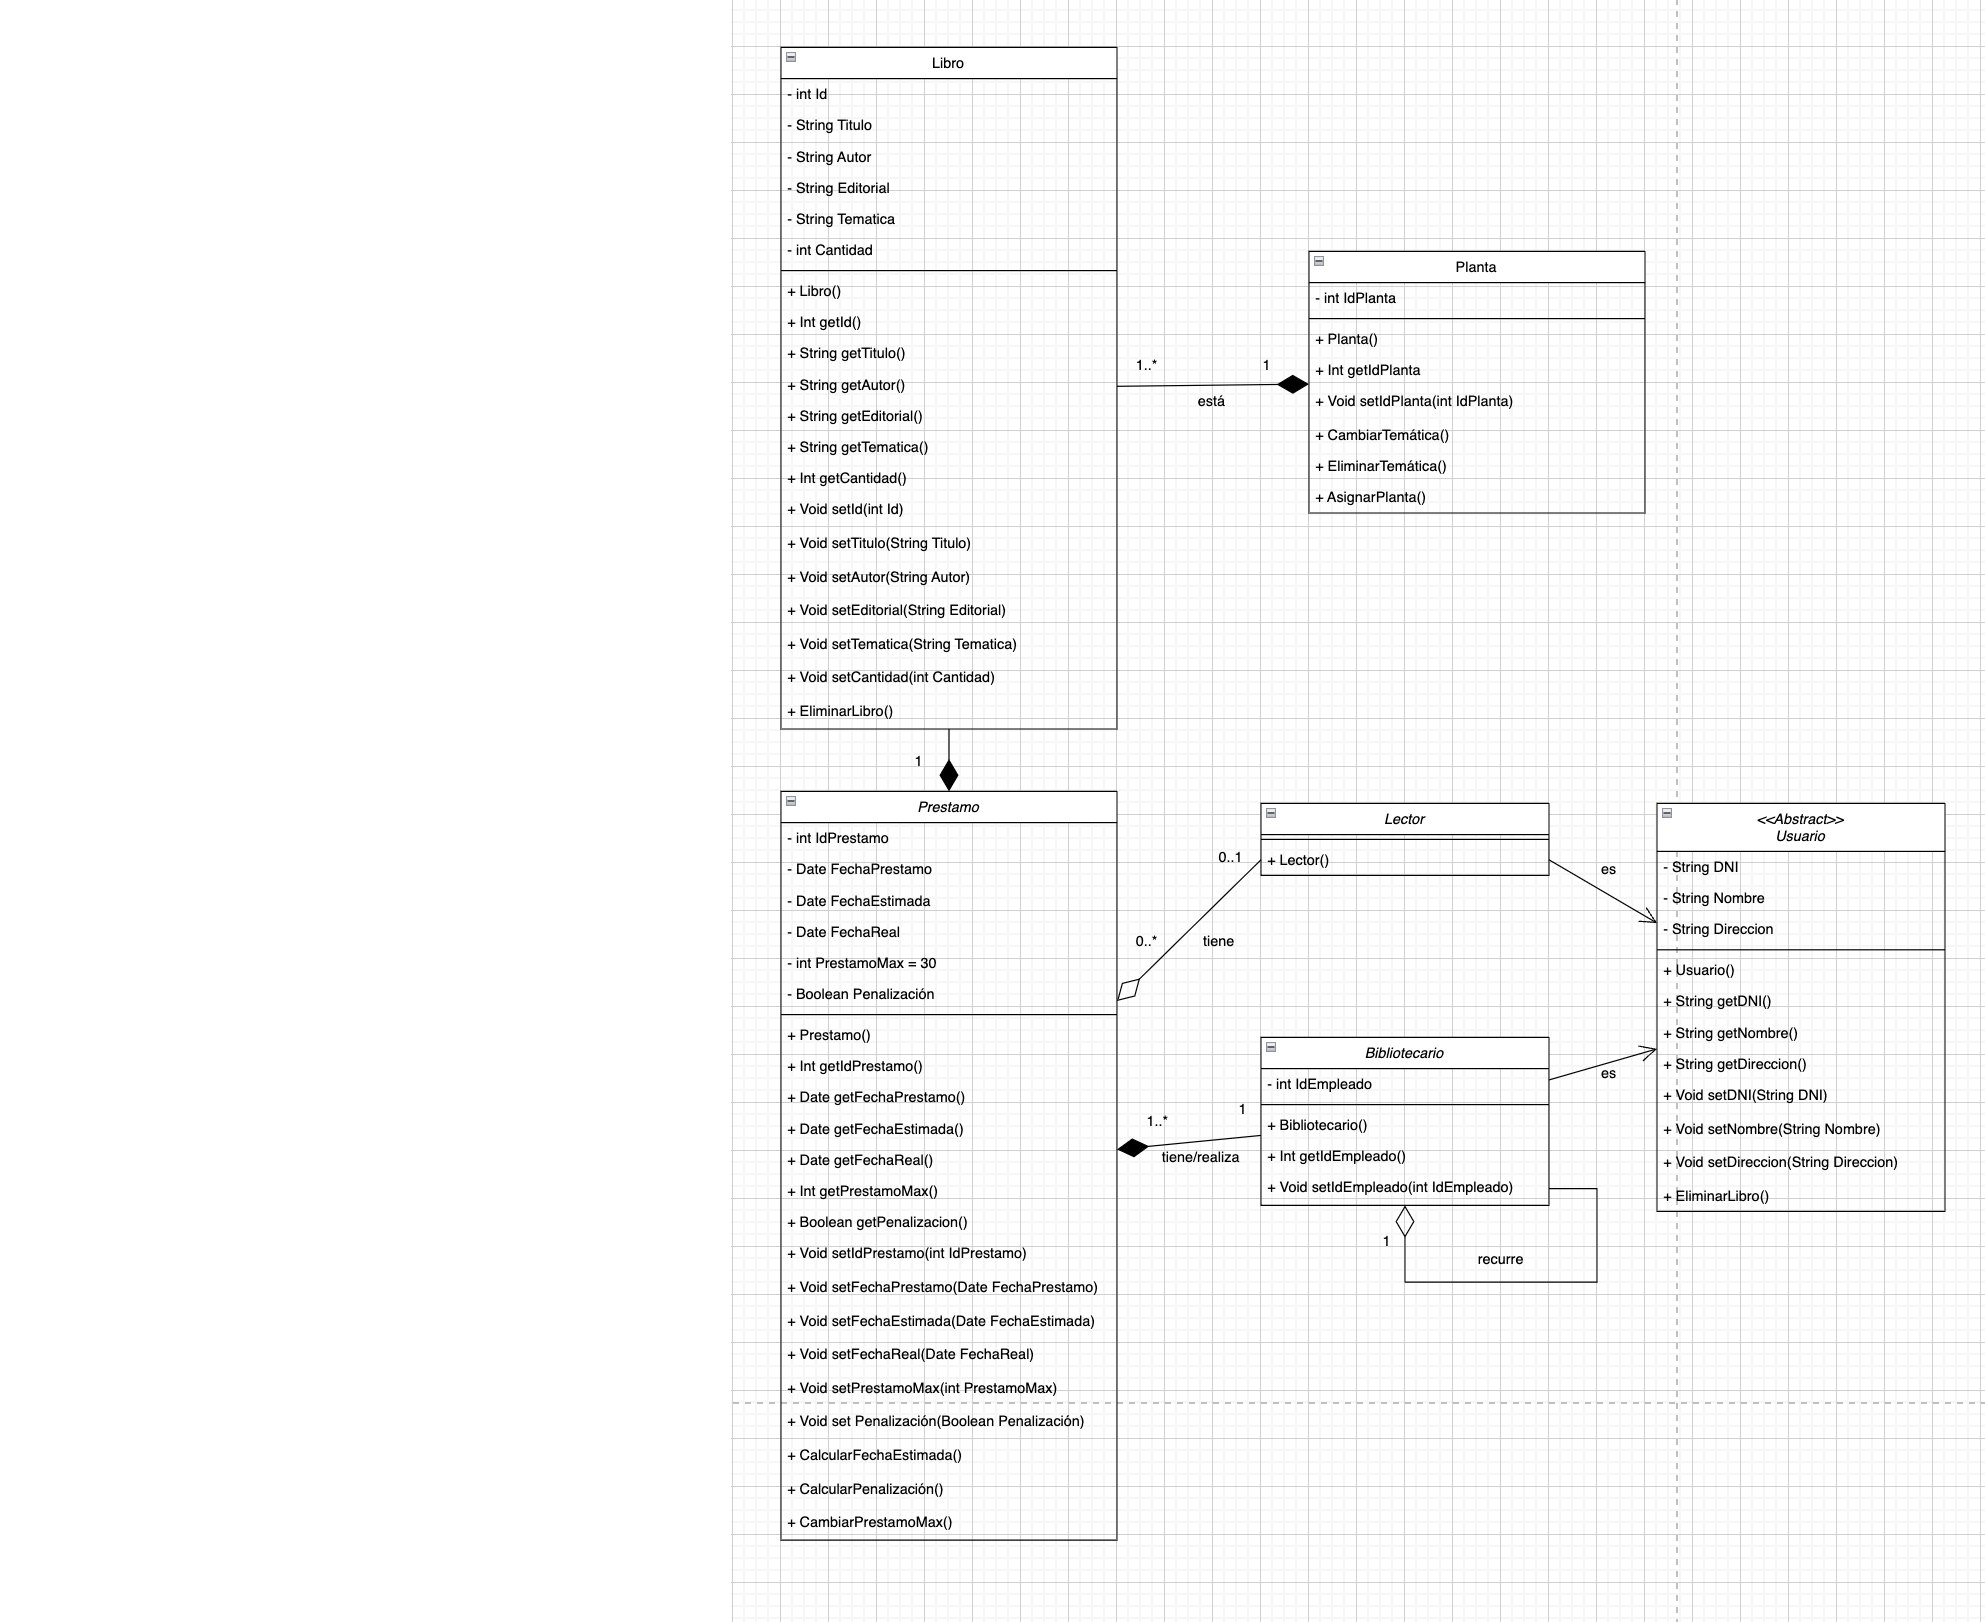 Libro
- int Id
- String Titulo
- String Autor
- String Editorial
- String Tematica
- int Cantidad
+ Libro()
+ Int getId()
+ String getTitulo()
+ String getAutor()
+ String getEditorial()
+ String getTematica()
+ Int getCantidad()
+ Void setId(int Id)
+ Void setTitulo(String Titulo)
+ Void setAutor(String Autor)
+ Void setEditorial(String Editorial)
+ Void setTematica(String Tematica)
+ Void setCantidad(int Cantidad)
+ EliminarLibro()
1..*
1
está
Planta
- int IdPlanta
+ Planta()
+ Int getIdPlanta
+ Void setIdPlanta(int IdPlanta)
+ CambiarTemática()
+ EliminarTemática()
+ AsignarPlanta()
1
Prestamo
- int IdPrestamo
- Date FechaPrestamo
- Date FechaEstimada
- Date FechaReal
- int PrestamoMax = 30
- Boolean Penalización
+ Prestamo()
+ Int getIdPrestamo()
+ Date getFechaPrestamo()
+ Date getFechaEstimada()
+ Date getFechaReal()
+ Int getPrestamoMax()
+ Boolean getPenalizacion()
+ Void setIdPrestamo(int IdPrestamo)
+ Void setFechaPrestamo(Date FechaPrestamo)
+ Void setFechaEstimada(Date FechaEstimada)
+ Void setFechaReal(Date FechaReal)
+ Void setPrestamoMax(int PrestamoMax)
+ Void set Penalización(Boolean Penalización)
+ CalcularFechaEstimada()
+ CalcularPenalización()
+ CambiarPrestamoMax()
0..1
0..*
tiene
Lector
+ Lector()
es
1
1..*
tiene/realiza
Bibliotecario
- int IdEmpleado
+ Bibliotecario()
+ Int getIdEmpleado()
+ Void setIdEmpleado(int IdEmpleado)
1
recurre
es
<<Abstract>>
Usuario
- String DNI
- String Nombre
- String Direccion
+ Usuario()
+ String getDNI()
+ String getNombre()
+ String getDireccion()
+ Void setDNI(String DNI)
+ Void setNombre(String Nombre)
+ Void setDireccion(String Direccion)
+ EliminarLibro()